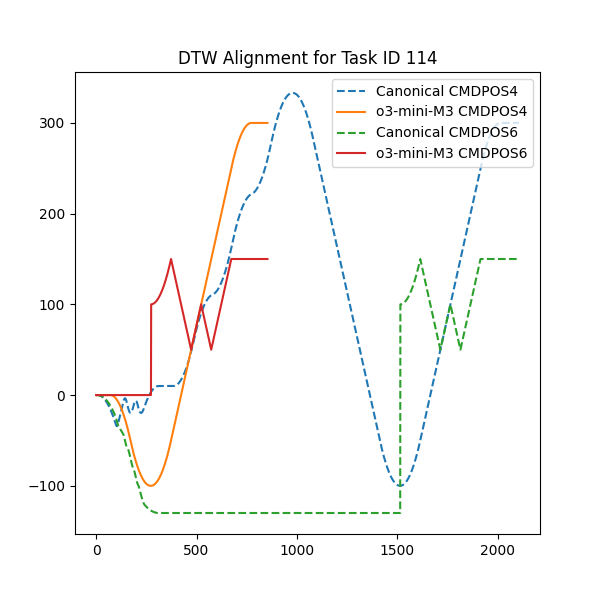 DTW Alignment for Task ID 114
Canonical CMDPOS4
o3-mini-M3 CMDPOS4
Canonical CMDPOS6
o3-mini-M3 CMDPOS6
300
200
100
0
−100
0 500 1000 1500 2000